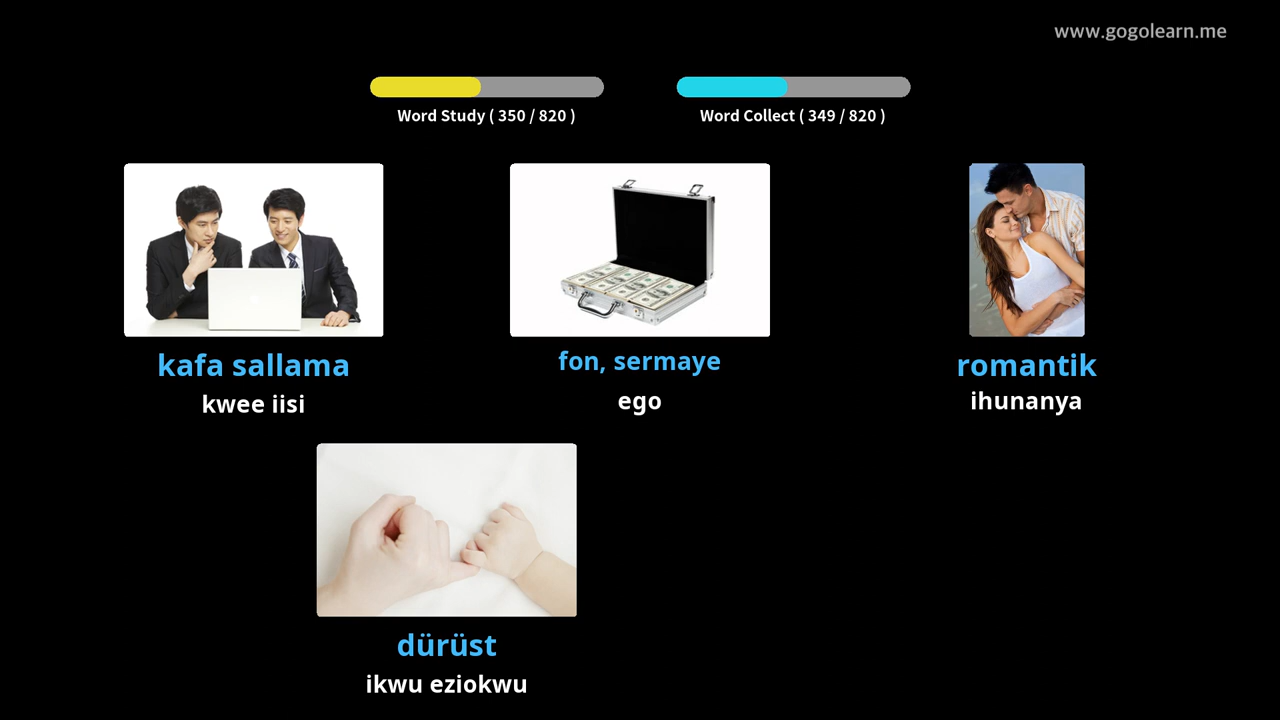 www.gogolearn.me
Word Study ( 350 / 820 )
Word Collect ( 349 / 820 )
kafa sallama
kwee iisi
fon, sermaye
ego
romantik
ihunanya
dürüst
ikwu eziokwu